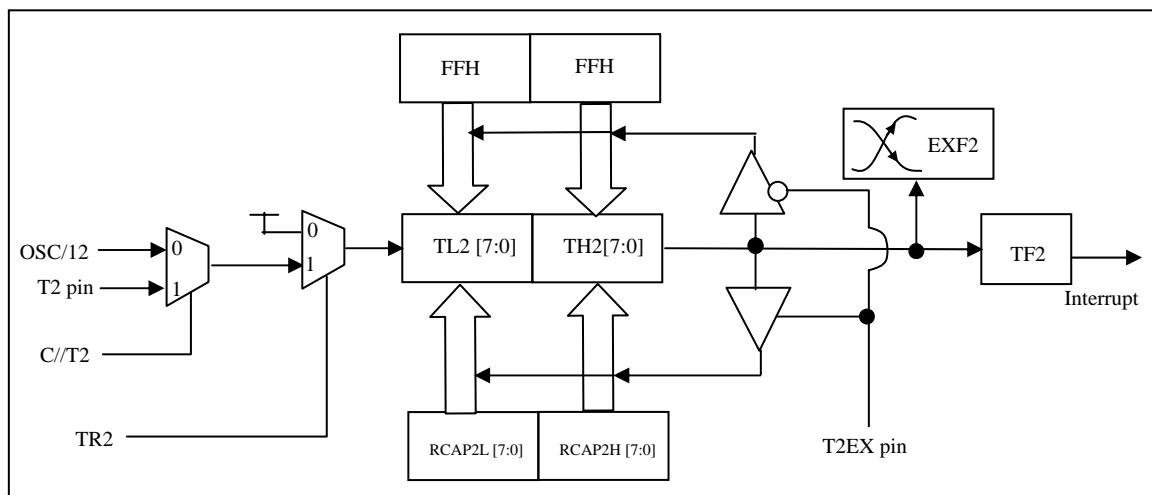 FFH
FFH
EXF2
OSC/12
0
0
T2 pin
1
1
TL2 [7:0]
TH2[7:0]
TF2
Interrupt
C//T2
TR2
RCAP2L [7:0]
RCAP2H [7:0]
T2EX pin